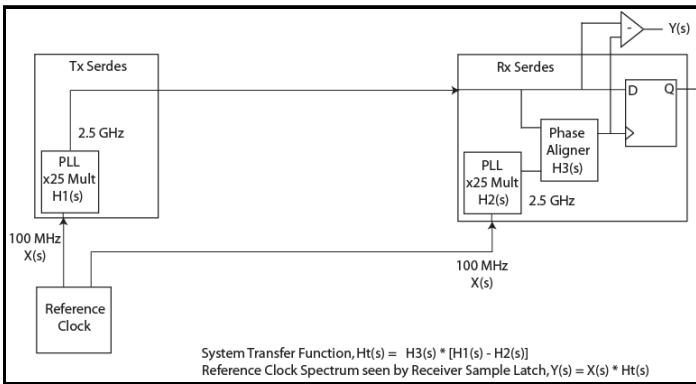 Y(s)
-
Tx Serdes
Rx Serdes
D
Q
2.5 GHz
PLL
x25 Mult
H1(s)
Phase
Aligner
H3(s)
PLL
x25 Mult
H2(s)
2.5 GHz
100 MHz
X(s)
100 MHz
X(s)
Reference
Clock
System Transfer Function, Ht(s) = H3(s) * [H1(s) - H2(s)]
Reference Clock Spectrum seen by Receiver Sample Latch, Y(s) = X(s) * Ht(s)